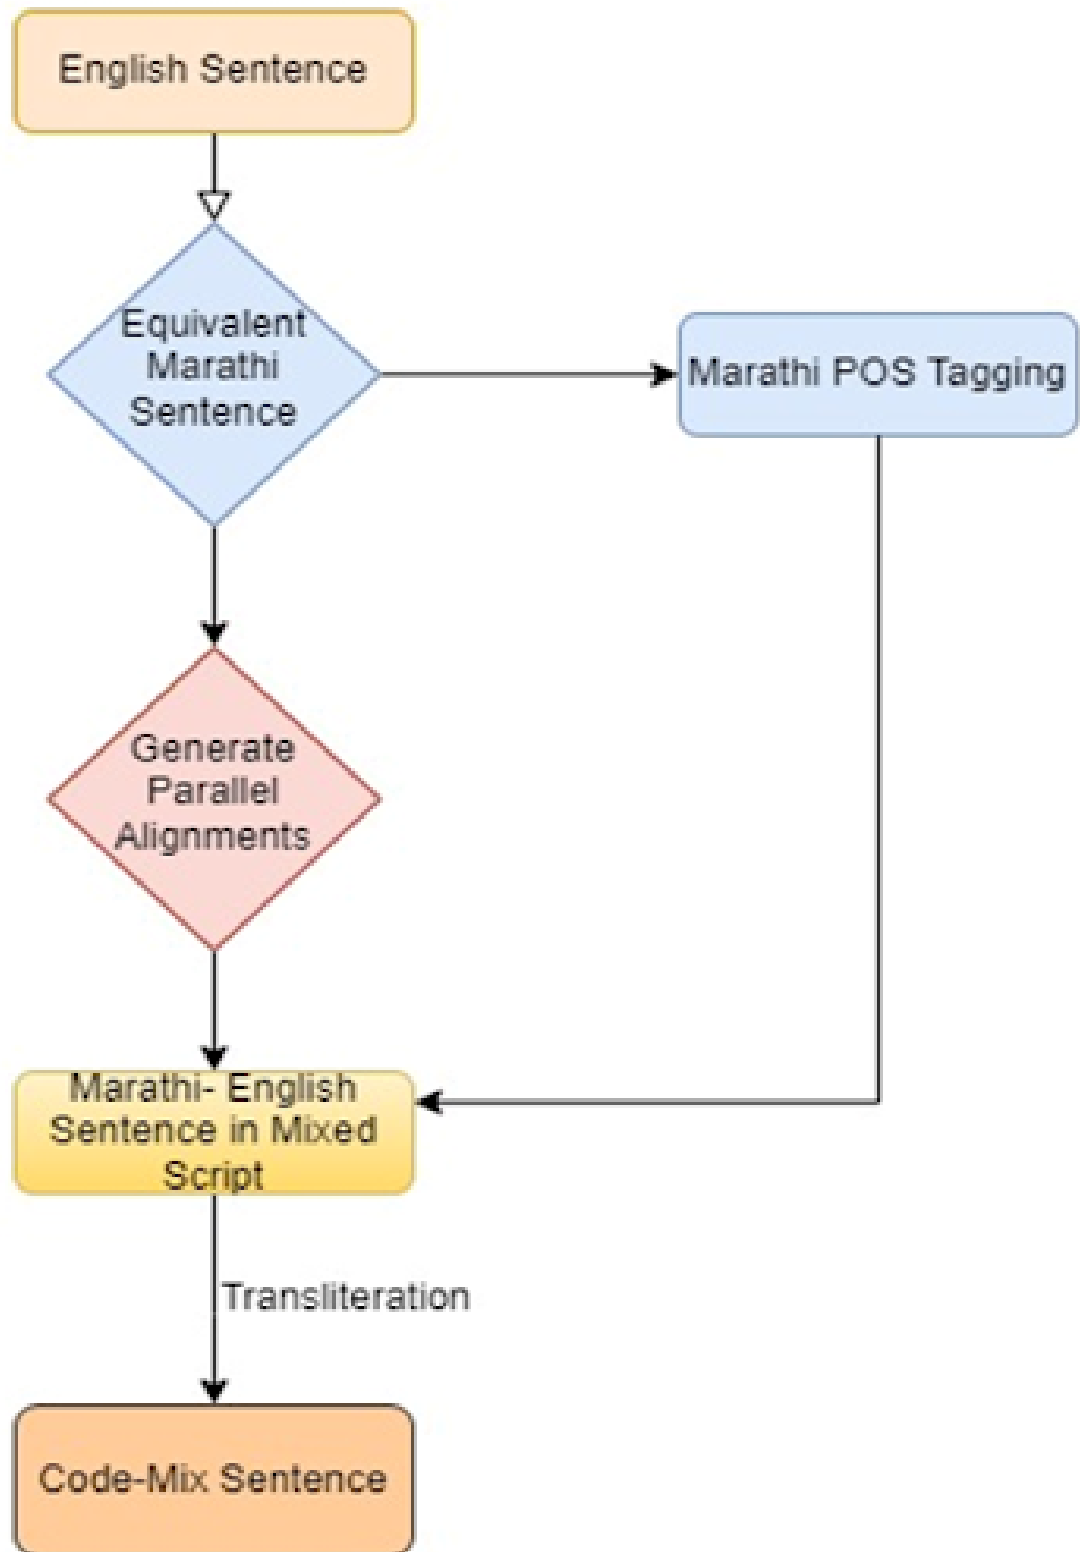 English Sentence
Equivalent
Marathi
Sentence
Marathi POS Tagging
Generate
Parallel
Alignments
Marathi- English
Sentence in Mixed
Script
Transliteration
Code-Mix Sentence